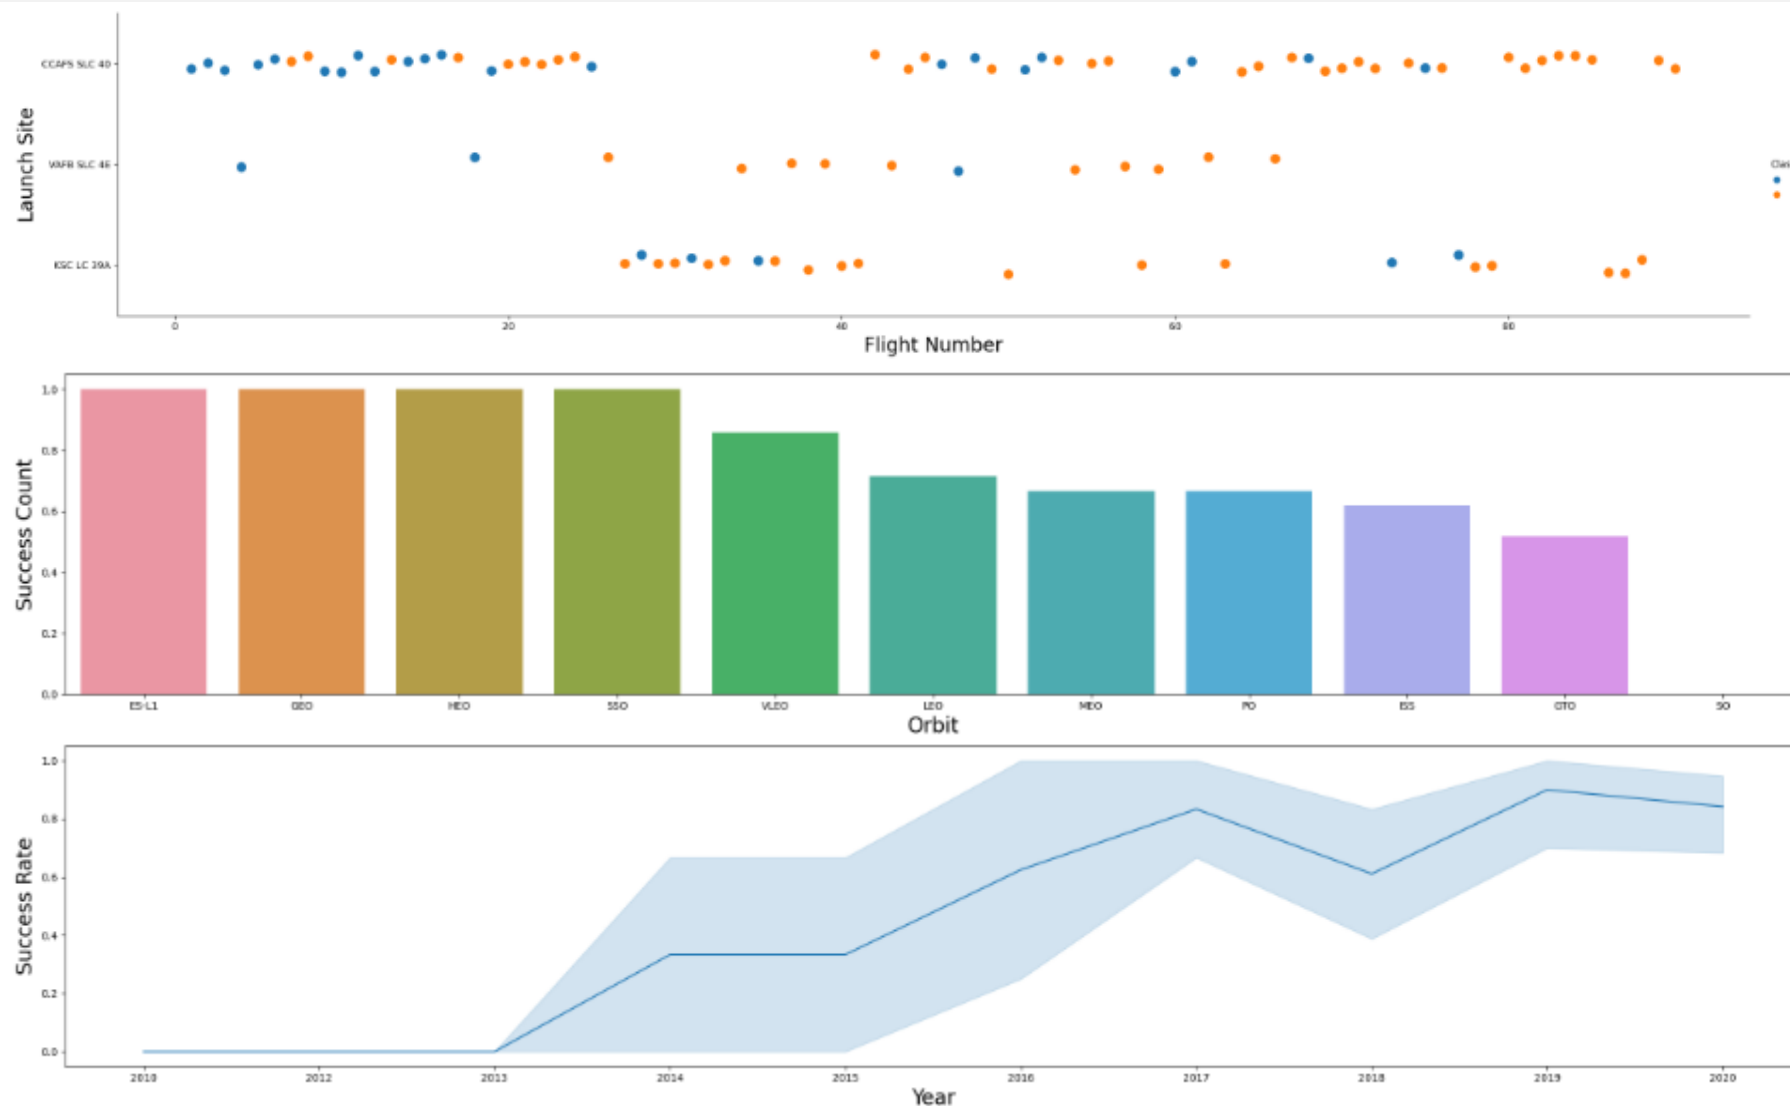 CCAFS SLC 40
VAFB SLC 4E
KSC LC 39A
Launch Site
0 20 40 60 80
Flight Number
Clas
1.0
0.8
0.6
0.4
0.2
0.0
Success Count
ES-L1 GEO HEO SSO VLEO LEO MEO PO ISS GTO SO
Orbit
1.0
0.8
0.6
0.4
0.2
0.0
Success Rate
2010 2012 2013 2014 2015 2016 2017 2018 2019 2020
Year